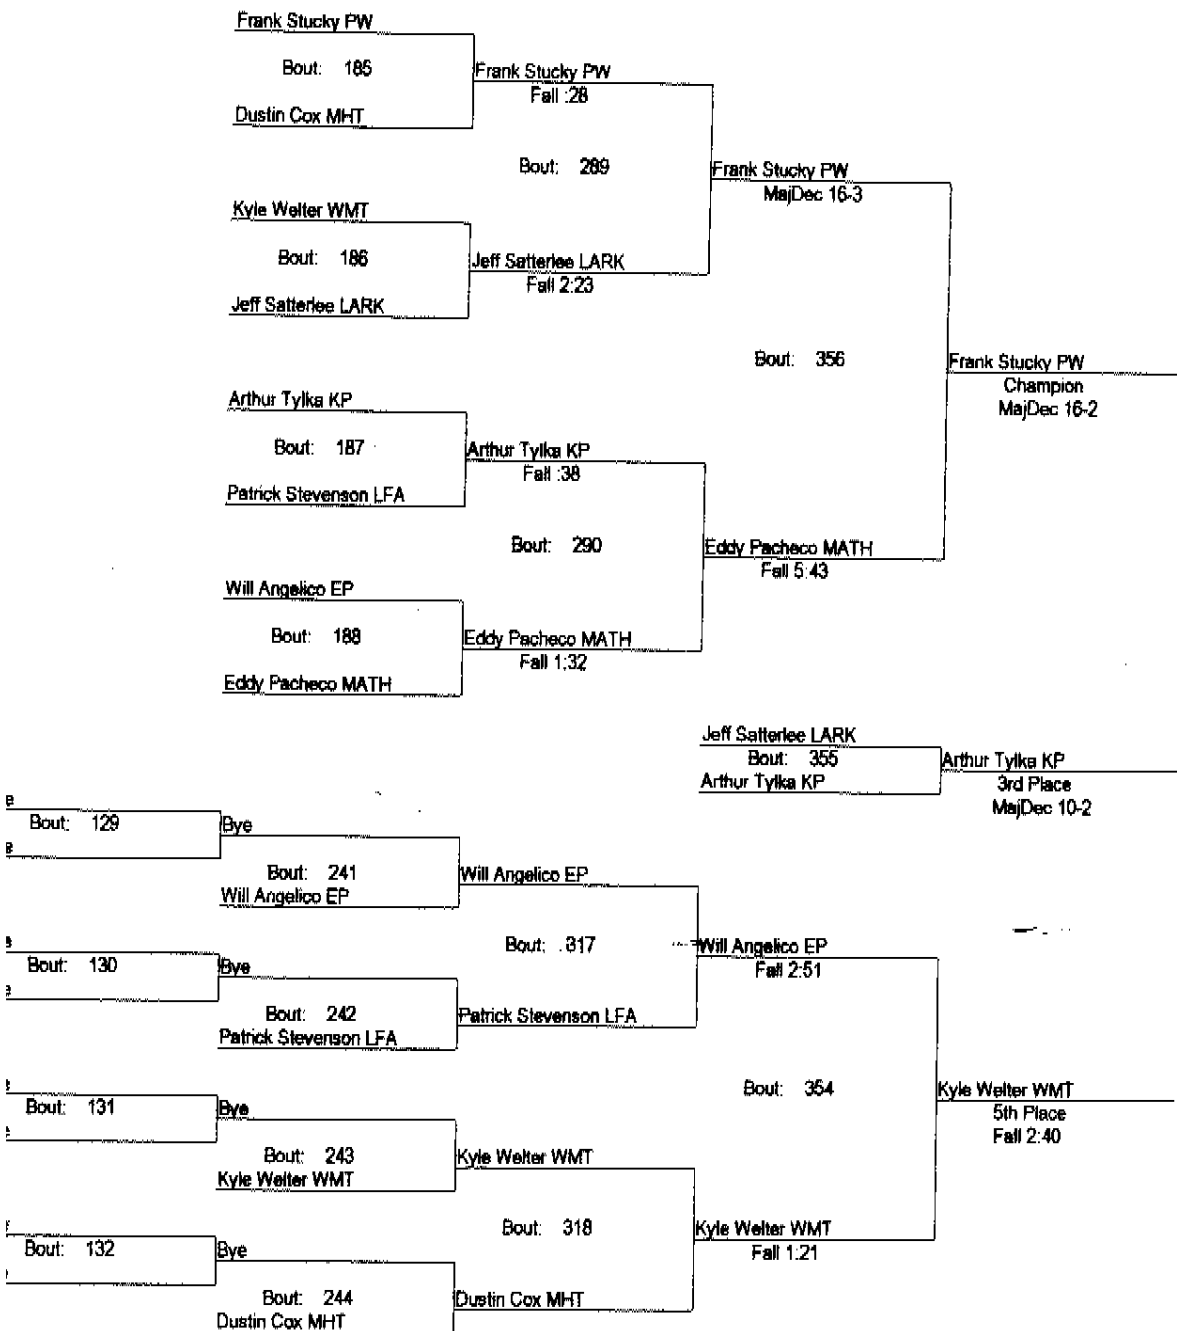 Frank Stucky PW
Bout: 185
Frank Stucky PW
Fall :28
Dustin Cox MHT
Bout: 289
Frank Stucky PW
MajDec 16-3
Kyle Welter WMT
Bout: 186
Jeff Satterlee LARK
Fall 2:23
Jeff Satterlee LARK
Bout: 356
Frank Stucky PW
Champion
MajDec 16-2
Arthur Tylka KP
Bout: 187
Arthur Tylka KP
Fall :38
Patrick Stevenson LFA
Bout: 290
Eddy Pacheco MATH
Fall 5:43
Will Angelico EP
Bout: 188
Eddy Pacheco MATH
Fall 1:32
Eddy Pacheco MATH
Jeff Satterlee LARK
Bout: 355
Arthur Tylka KP
Arthur Tylka KP
3rd Place
MajDec 10-2
Bout: 129
Bye
Bout: 241
Will Angelico EP
Will Angelico EP
Bout: 317
Will Angelico EP
Fall 2:51
Bout: 130
Bye
Bout: 242
Patrick Stevenson LFA
Patrick Stevenson LFA
Bout: 354
Kyle Welter WMT
5th Place
Fall 2:40
Bout: 131
Bye
Bout: 243
Kyle Welter WMT
Kyle Welter WMT
Bout: 318
Kyle Welter WMT
Fall 1:21
Bout: 132
Bye
Bout: 244
Dustin Cox MHT
Dustin Cox MHT